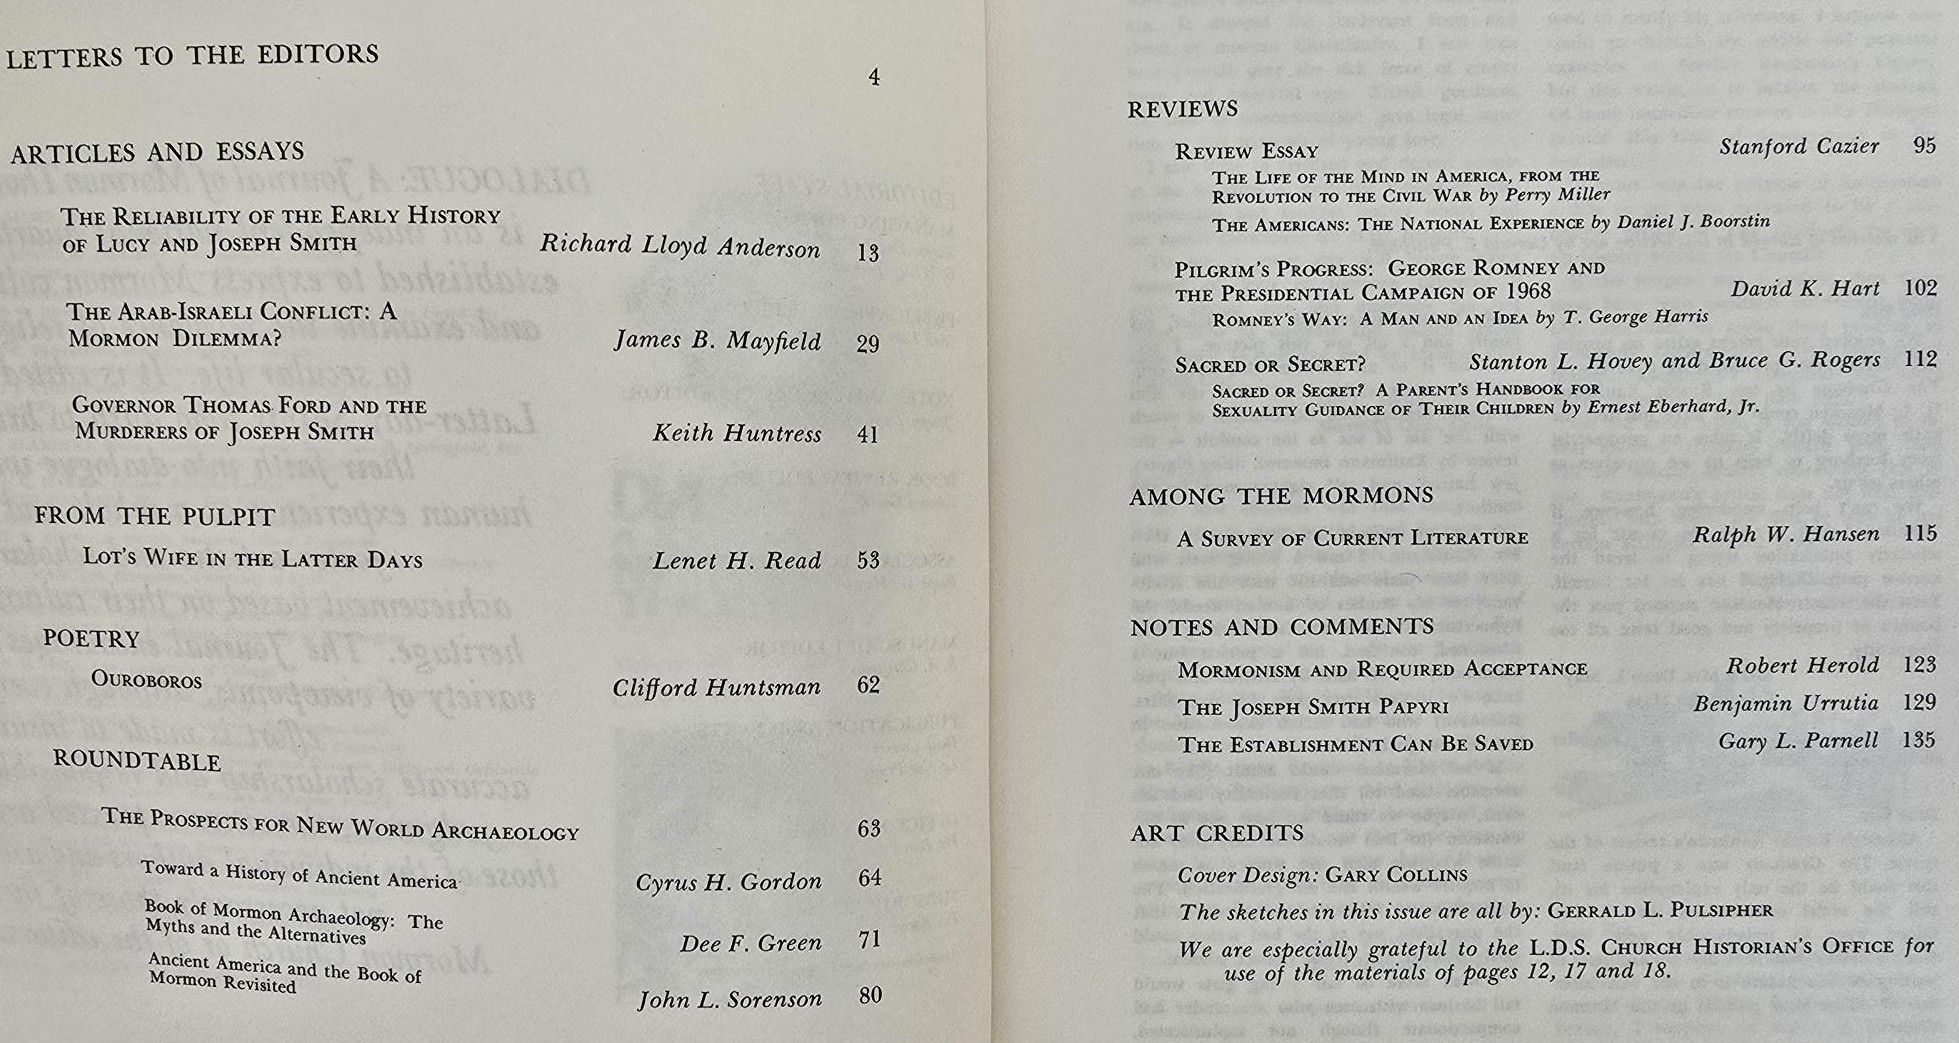 LETTERS TO THE EDITORS 4
ARTICLES AND ESSAYS
THE RELIABILITY OF THE EARLY HISTORY
OF LUCY AND JOSEPH SMITH Richard Lloyd Anderson 13
THE ARAB-ISRAELI CONFLICT: A
MORMON DILEMMA? James B. Mayfield 29
GOVERNOR THOMAS FORD AND THE
MURDERERS OF JOSEPH SMITH Keith Huntress 41
FROM THE PULPIT
LOT'S WIFE IN THE LATTER DAYS Lenet H. Read 53
POETRY
OUROBOROS Clifford Huntsman 62
ROUNDTABLE
THE PROSPECTS FOR NEW WORLD ARCHAEOLOGY 63
Toward a History of Ancient America Cyrus H. Gordon 64
Book of Mormon Archaeology: The
Myths and the Alternatives Dee F. Green 71
Ancient America and the Book of
Mormon Revisited John L. Sorenson 80
REVIEWS
REVIEW ESSAY Stanford Cazier 95
THE LIFE OF THE MIND IN AMERICA, FROM THE
REVOLUTION TO THE CIVIL WAR by Perry Miller
THE AMERICANS: THE NATIONAL EXPERIENCE by Daniel J. Boorstin
PILGRIM'S PROGRESS: GEORGE ROMNEY AND
THE PRESIDENTIAL CAMPAIGN OF 1968 David K. Hart 102
ROMNEY'S WAY: A MAN AND AN IDEA by T. George Harris
SACRED OR SECRET? Stanton L. Hovey and Bruce G. Rogers 112
SACRED OR SECRET? A PARENT'S HANDBOOK FOR
SEXUALITY GUIDANCE OF THEIR CHILDREN by Ernest Eberhard, Jr.
AMONG THE MORMONS
A SURVEY OF CURRENT LITERATURE Ralph W. Hansen 115
NOTES AND COMMENTS
MORMONISM AND REQUIRED ACCEPTANCE Robert Herold 123
THE JOSEPH SMITH PAPYRI Benjamin Urrutia 129
THE ESTABLISHMENT CAN BE SAVED Gary L. Parnell 135
ART CREDITS
Cover Design: GARY COLLINS
The sketches in this issue are all by: GERRALD L. PULSIPHER
We are especially grateful to the L.D.S. CHURCH HISTORIAN'S OFFICE for
use of the materials of pages 12, 17 and 18.